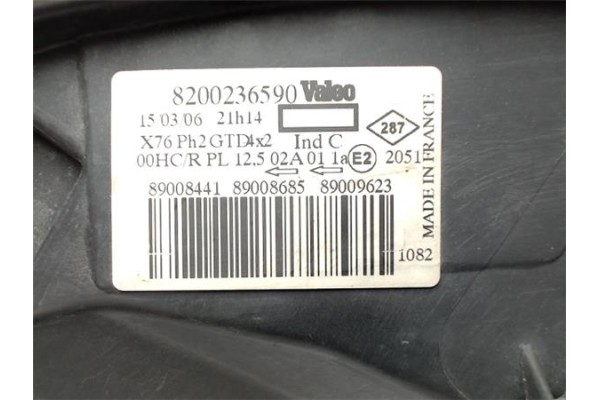 8200236590 Valeo
15 03/06 21h14
287
X76 Ph2 GTD4x2 Ind C
00HC/R PL 12.5 02A 01 1a E2 2051
89008441 89008685 89009623
1082
MADE IN FRANCE